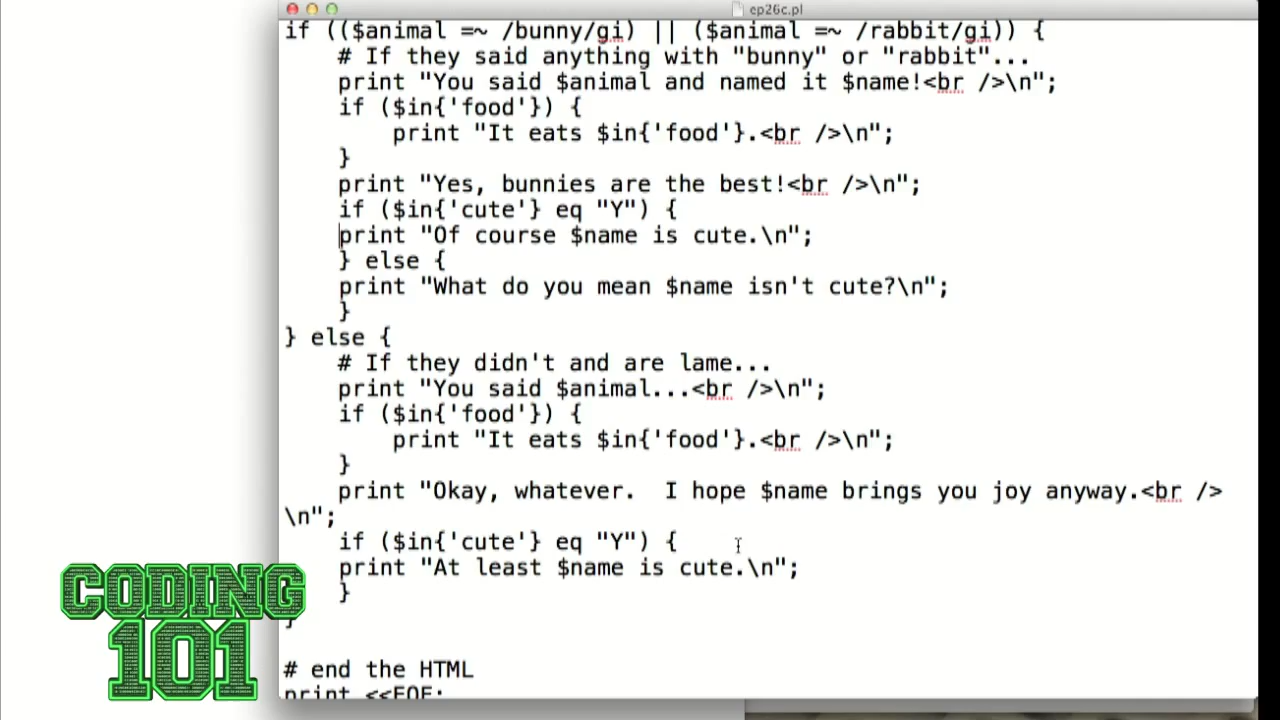 ep26c.pl
if (($animal =~ /bunny/gi) || ($animal =~ /rabbit/gi)) {
# If they said anything with "bunny" or "rabbit"...
print "You said $animal and named it $name!<br />\n";
if ($in{'food'}) {
print "It eats $in{'food'}.<br />\n";
}
print "Yes, bunnies are the best!<br />\n";
if ($in{'cute'} eq "Y") {
print "Of course $name is cute.\n";
} else {
print "What do you mean $name isn't cute?\n";
}
} else {
# If they didn't and are lame...
print "You said $animal...<br />\n";
if ($in{'food'}) {
print "It eats $in{'food'}.<br />\n";
}
print "Okay, whatever.  I hope $name brings you joy anyway.<br />
\n";
if ($in{'cute'} eq "Y") {
print "At least $name is cute.\n";
}
}
# end the HTML
print <<EOF;
CODING
101